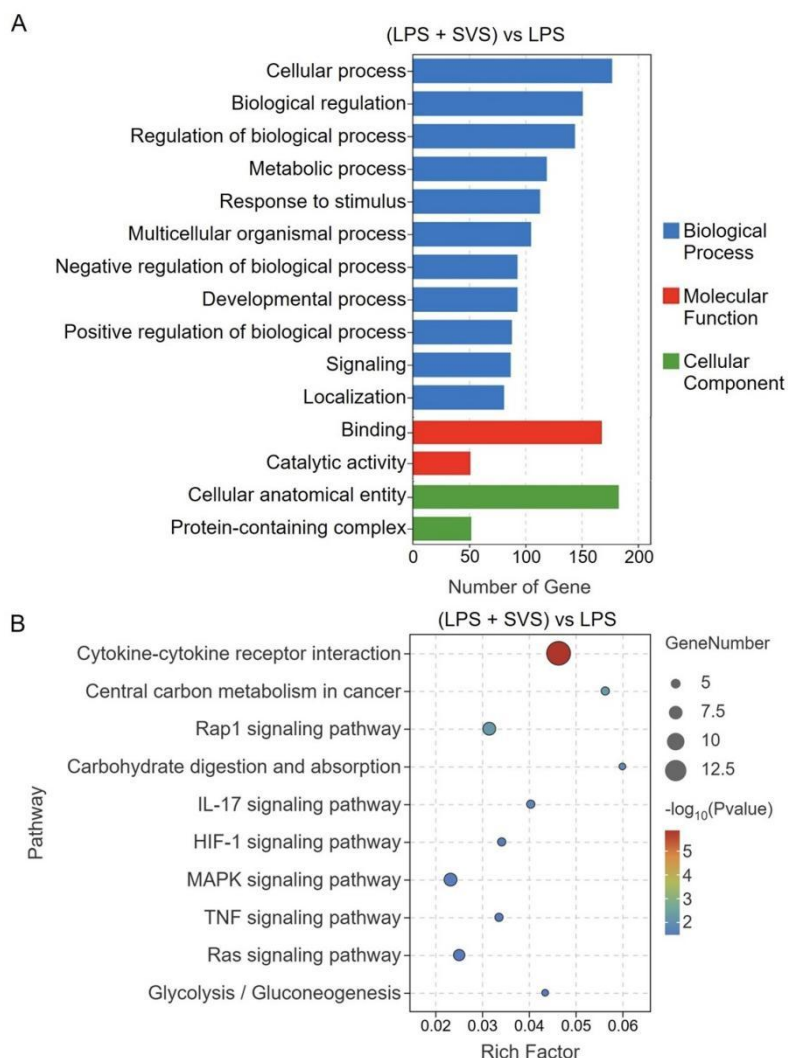 A
(LPS + SVS) vs LPS
Cellular process
Biological regulation
Regulation of biological process
Metabolic process
Response to stimulus
Multicellular organismal process
Negative regulation of biological process
Developmental process
Positive regulation of biological process
Signaling
Localization
Binding
Catalytic activity
Cellular anatomical entity
Protein-containing complex
0 50 100 150 200
Number of Gene
Biological
Process
Molecular
Function
Cellular
Component
B
(LPS + SVS) vs LPS
Pathway
Cytokine-cytokine receptor interaction
Central carbon metabolism in cancer
Rap1 signaling pathway
Carbohydrate digestion and absorption
IL-17 signaling pathway
HIF-1 signaling pathway
MAPK signaling pathway
TNF signaling pathway
Ras signaling pathway
Glycolysis / Gluconeogenesis
0.02 0.03 0.04 0.05 0.06
Rich Factor
GeneNumber
5
7.5
10
12.5
-log10(Pvalue)
5
4
3
2